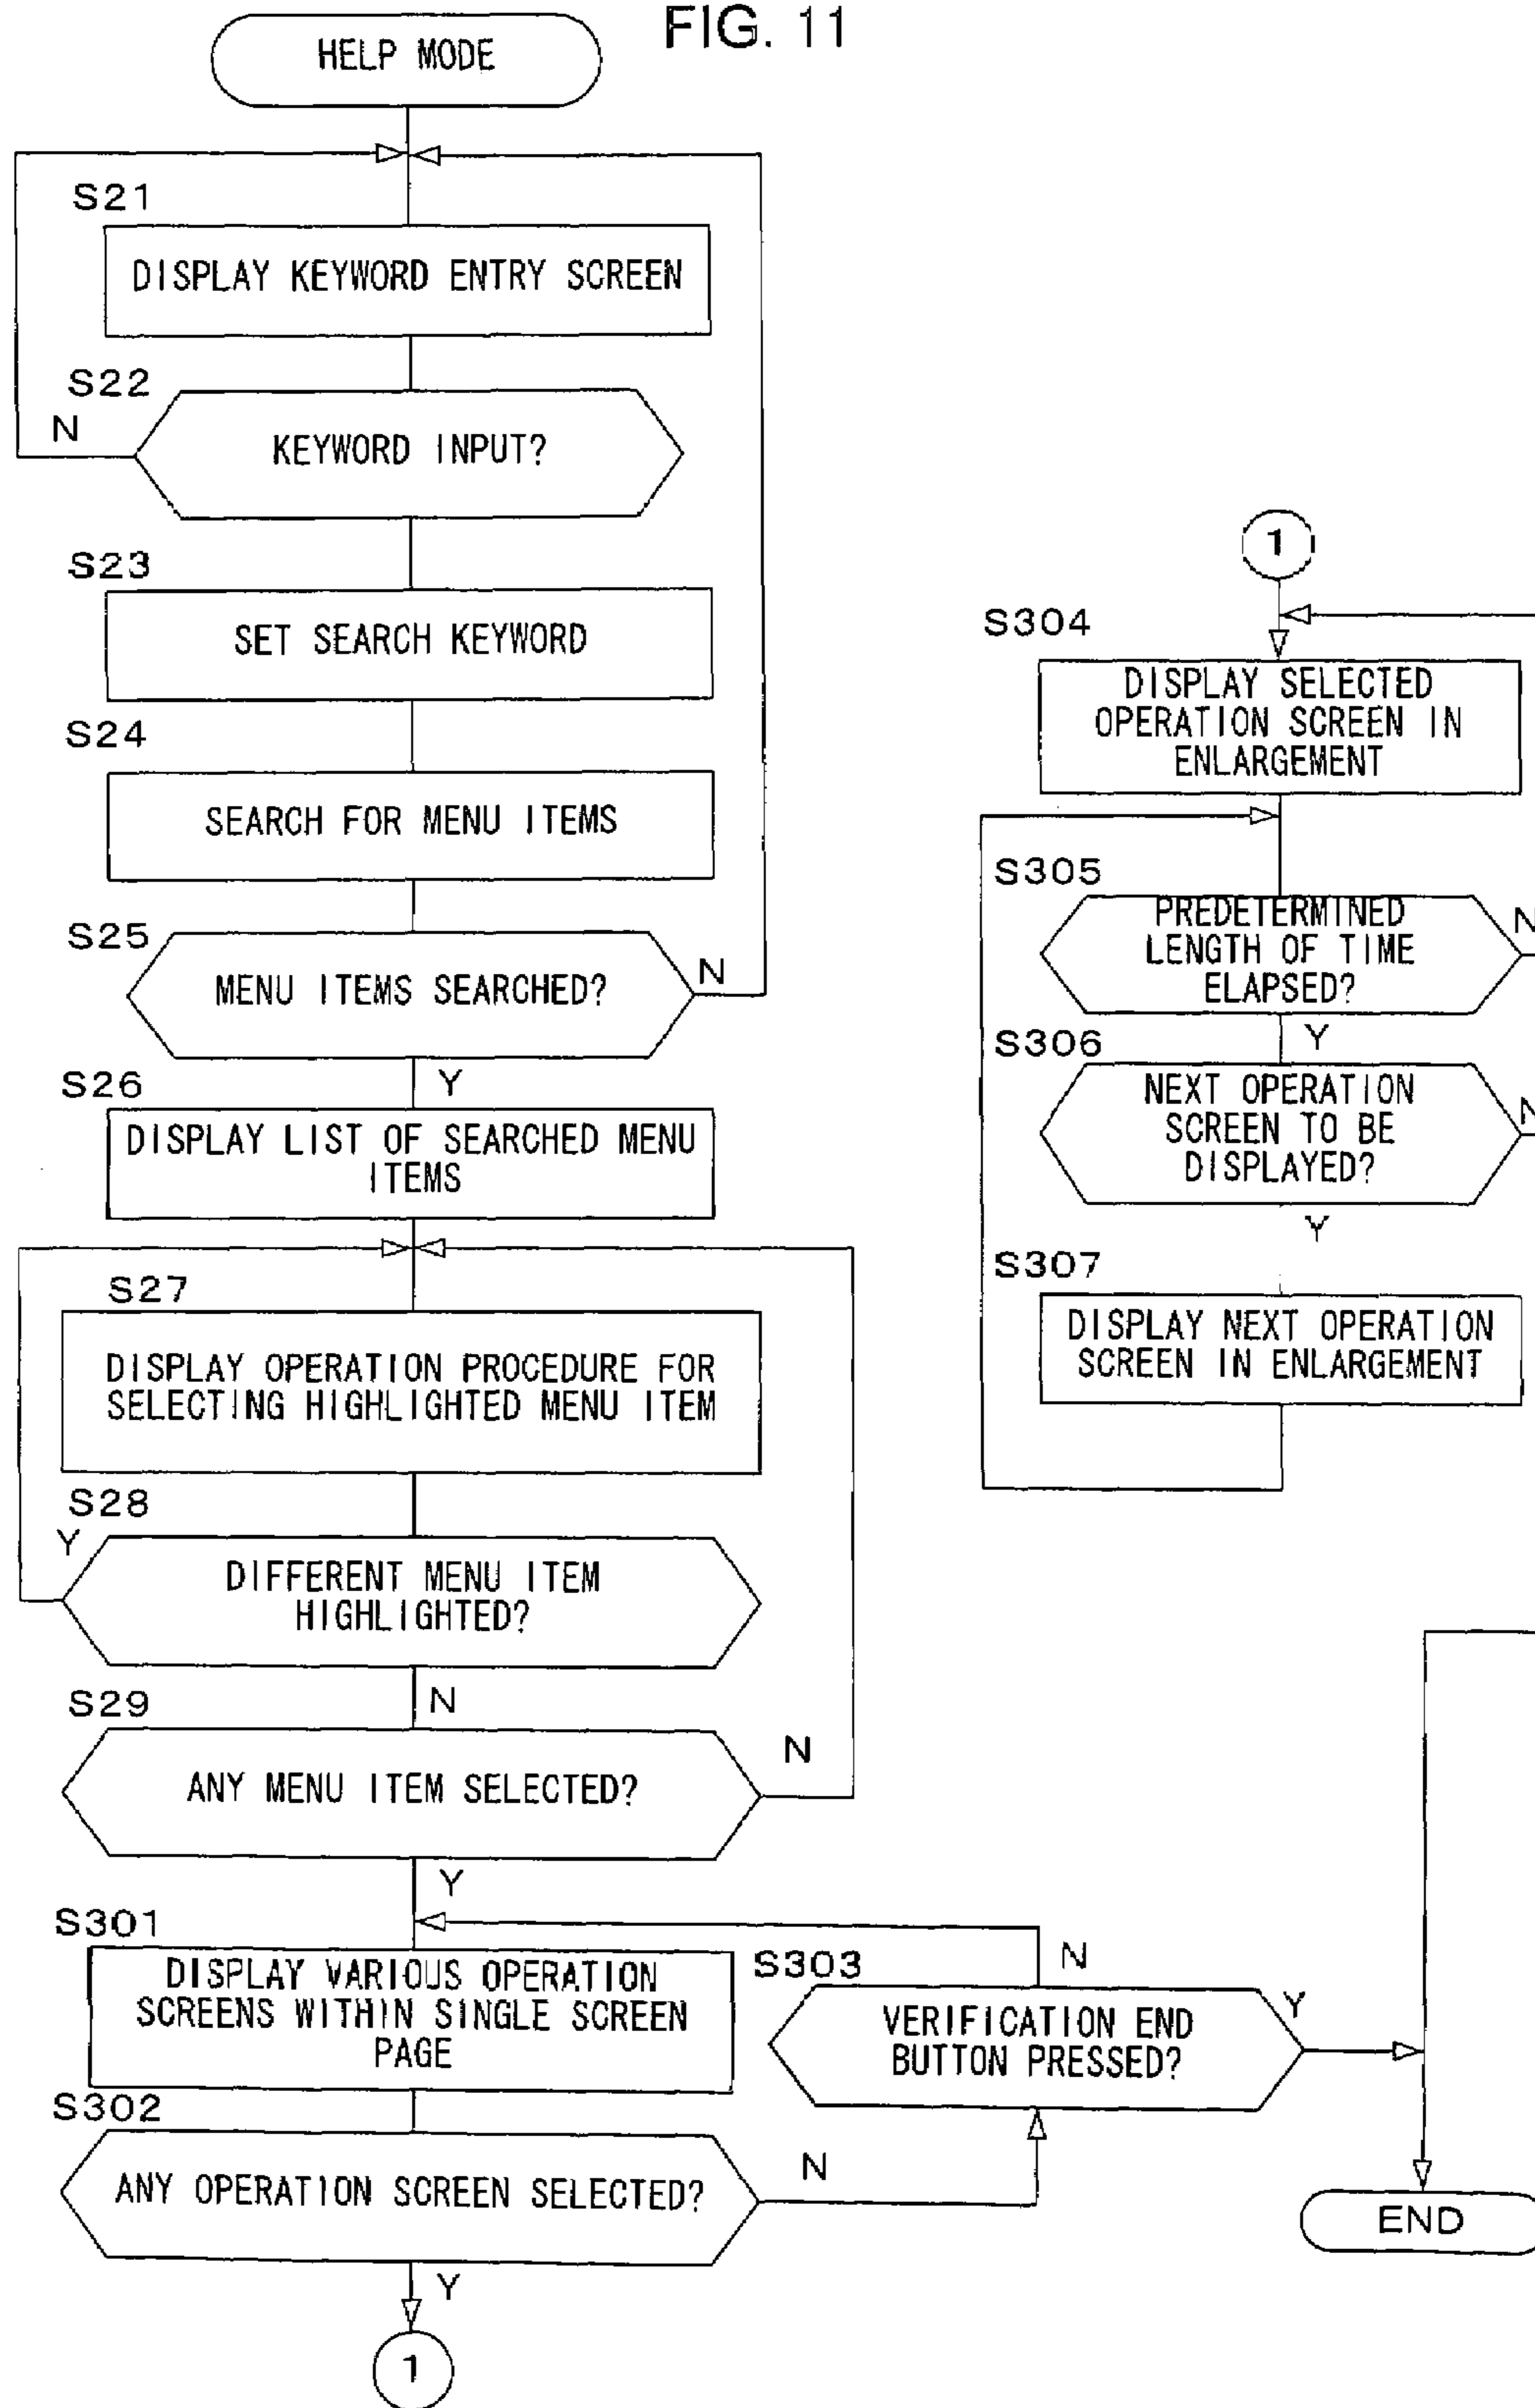 FIG. 11
HELP MODE
S21
DISPLAY KEYWORD ENTRY SCREEN
S22
N
KEYWORD INPUT?
S23
SET SEARCH KEYWORD
S24
SEARCH FOR MENU ITEMS
S25
MENU ITEMS SEARCHED?
N
Y
S26
DISPLAY LIST OF SEARCHED MENU
ITEMS
S27
DISPLAY OPERATION PROCEDURE FOR
SELECTING HIGHLIGHTED MENU ITEM
S28
Y
DIFFERENT MENU ITEM
HIGHLIGHTED?
N
S29
ANY MENU ITEM SELECTED?
N
Y
S301
DISPLAY VARIOUS OPERATION
SCREENS WITHIN SINGLE SCREEN
PAGE
S302
ANY OPERATION SCREEN SELECTED?
N
Y
1
S303
N
VERIFICATION END
BUTTON PRESSED?
Y
1
S304
DISPLAY SELECTED
OPERATION SCREEN IN
ENLARGEMENT
S305
PREDETERMINED
LENGTH OF TIME
ELAPSED?
N
Y
S306
NEXT OPERATION
SCREEN TO BE
DISPLAYED?
N
Y
S307
DISPLAY NEXT OPERATION
SCREEN IN ENLARGEMENT
END